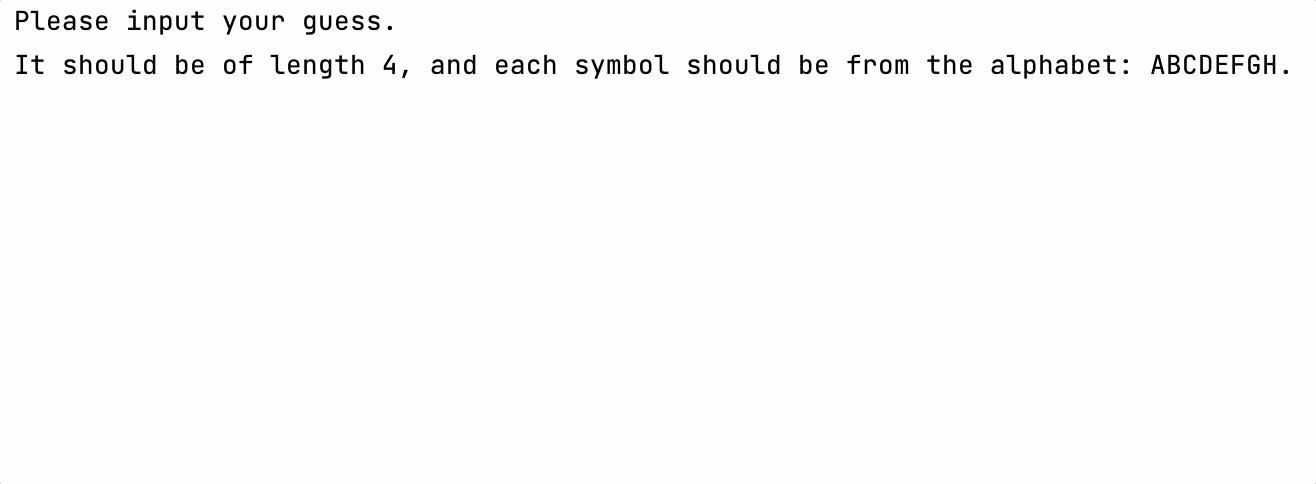 Please input your guess.
It should be of length 4, and each symbol should be from the alphabet: ABCDEFGH.